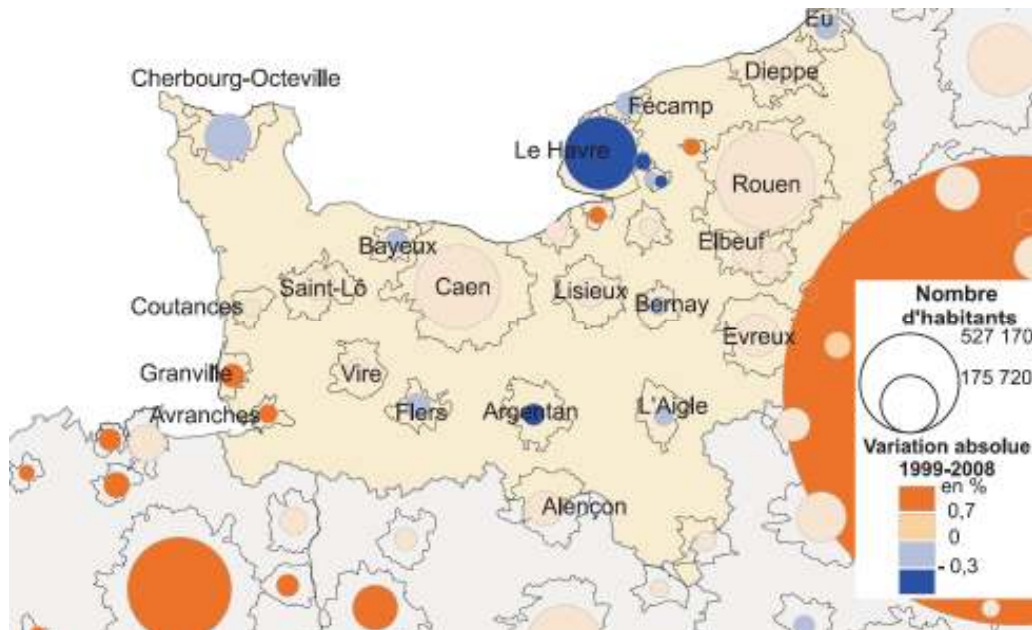 Eu
Dieppe
Cherbourg-Octeville
Fécamp
Le Havre
Rouen
Bayeux
Elbeuf
Saint-Lô
Caen
Lisieux
Bernay
Coutances
Evreux
Granville
Vire
Avranches
Flers
Argentan
L'Aigle
Alençon
Nombre
d'habitants
527 170
175 720
Variation absolue
1999-2008
en %
0,7
0
- 0,3